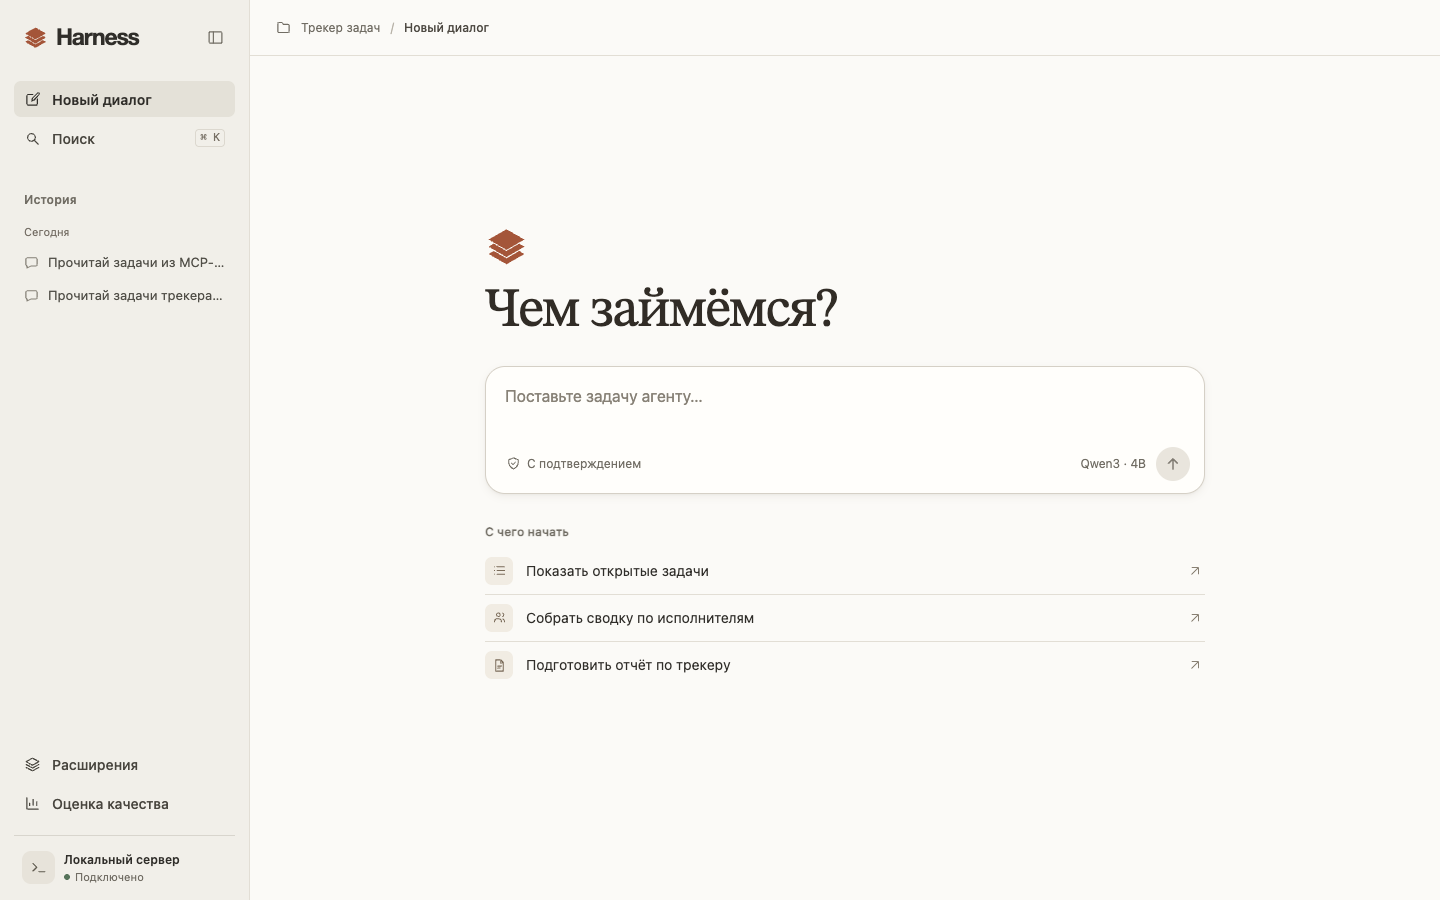 Harness
Новый диалог
Поиск
⌘ K
История
Сегодня
Прочитай задачи из MCP-...
Прочитай задачи трекера...
Расширения
Оценка качества
Локальный сервер
Подключено
Трекер задач / Новый диалог
Чем займёмся?
Поставьте задачу агенту...
С подтверждением
Qwen3 · 4B
С чего начать
Показать открытые задачи
Собрать сводку по исполнителям
Подготовить отчёт по трекеру